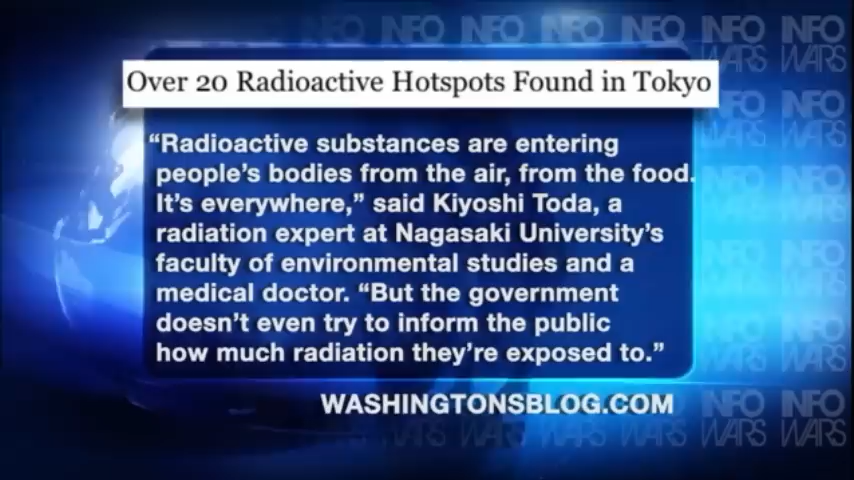 Over 20 Radioactive Hotspots Found in Tokyo
“Radioactive substances are entering
people’s bodies from the air, from the food.
It’s everywhere,” said Kiyoshi Toda, a
radiation expert at Nagasaki University’s
faculty of environmental studies and a
medical doctor. “But the government
doesn’t even try to inform the public
how much radiation they’re exposed to.”
WASHINGTONSBLOG.COM
INFO
WARS